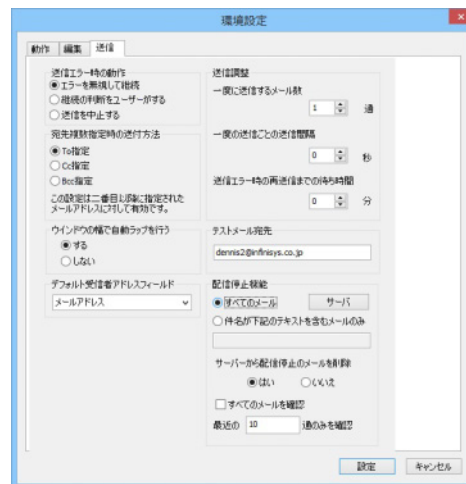 環境設定
動作 編集 送信
送信エラー時の動作
エラーを無視して継続
継続の判断をユーザーがする
送信を中止する
宛先複数指定時の送付方法
To指定
Cc指定
Bcc指定
この設定は二番目以降に指定された
メールアドレスに対して有効です。
ウインドウの幅で自動ラップを行う
する
しない
デフォルト受信者アドレスフィールド
メールアドレス
送信調整
一度に送信するメール数
1 通
一度の送信ごとの送信間隔
0 秒
送信エラー時の再送信までの待ち時間
0 分
テストメール宛先
dennis2@infinisys.co.jp
配信停止機能
すべてのメール サーバ
件名が下記のテキストを含むメールのみ
サーバーから配信停止のメールを削除
はい いいえ
すべてのメールを確認
最近の 10 通のみを確認
設定 キャンセル